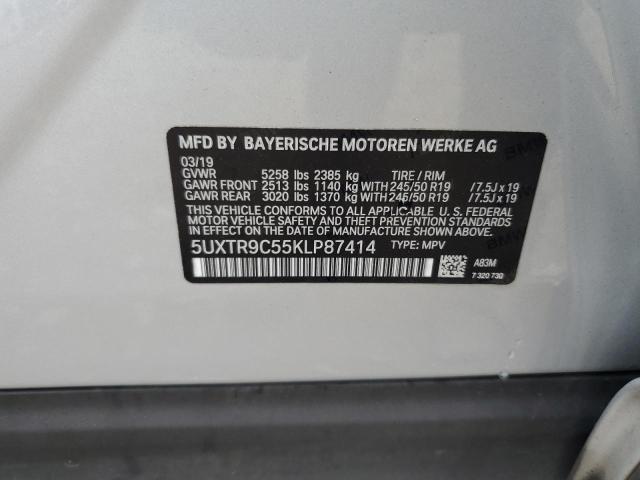 MFD BY BAYERISCHE MOTOREN WERKE AG
03/19
GVWR 5258 lbs 2385 kg TIRE / RIM
GAWR FRONT 2513 lbs 1140 kg WITH 245/50 R19 / 7.5J x 19
GAWR REAR 3020 lbs 1370 kg WITH 245/50 R19 / 7.5J x 19
THIS VEHICLE CONFORMS TO ALL APPLICABLE U.S. FEDERAL
MOTOR VEHICLE SAFETY AND THEFT PREVENTION STANDARDS
IN EFFECT ON THE DATE OF MANUFACTURE SHOWN ABOVE.
5UXTR9C55KLP87414 TYPE: MPV
A83M
7 320 730